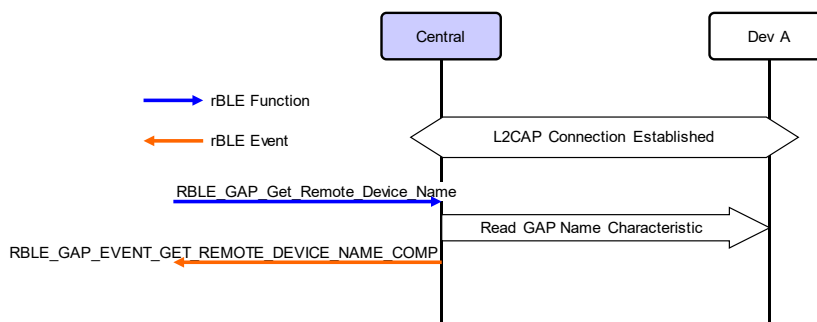 Central
Dev A
rBLE Function
rBLE Event
L2CAP Connection Established
RBLE_GAP_Get_Remote_Device_Name
Read GAP Name Characteristic
RBLE_GAP_EVENT_GET_REMOTE_DEVICE_NAME_COMP